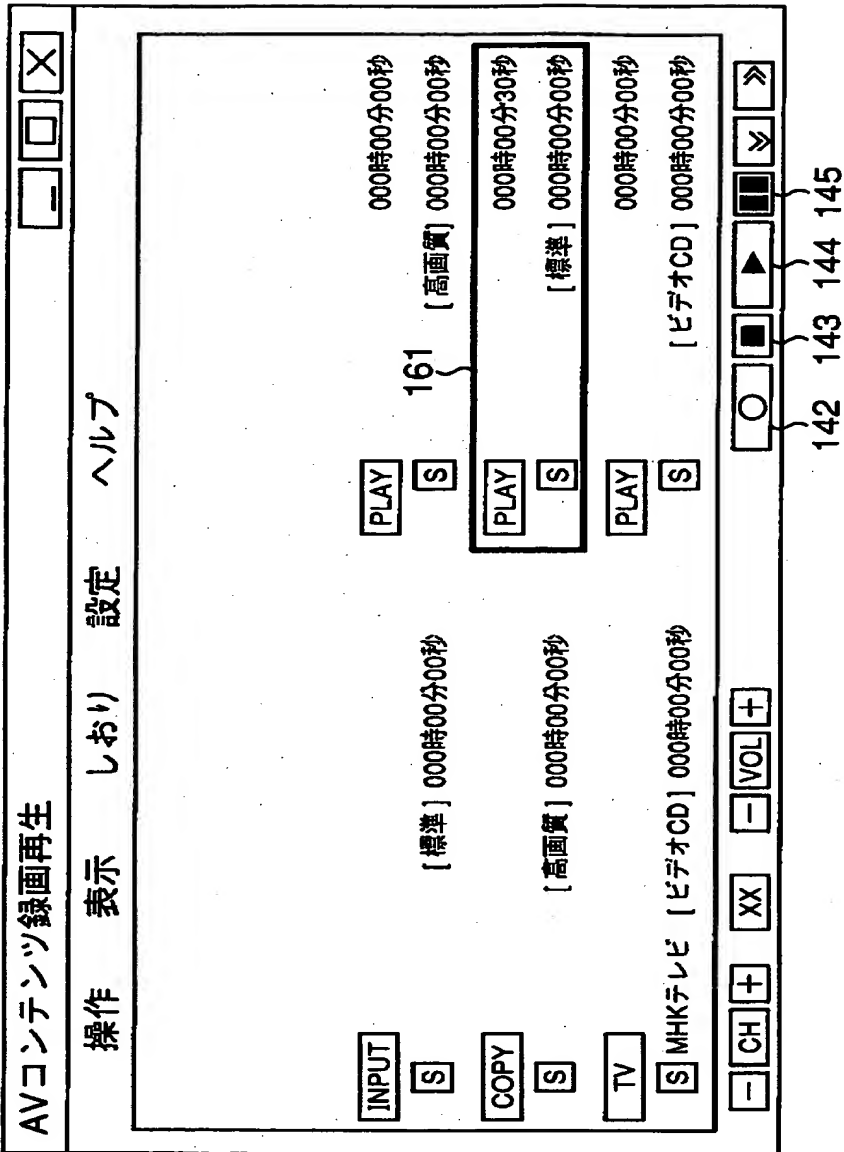 AVコンテンツ録画再生
操作 表示 しおり 設定 ヘルプ
INPUT PLAY 000時00分00秒
S [標準] 000時00分00秒 S [高画質] 000時00分00秒
161
COPY PLAY 000時00分30秒
S [高画質] 000時00分00秒 S [標準] 000時00分00秒
TV PLAY 000時00分00秒
S MHKテレビ [ビデオCD] 000時00分00秒 S [ビデオCD] 000時00分00秒
− CH + XX − VOL +
142 143 144 145